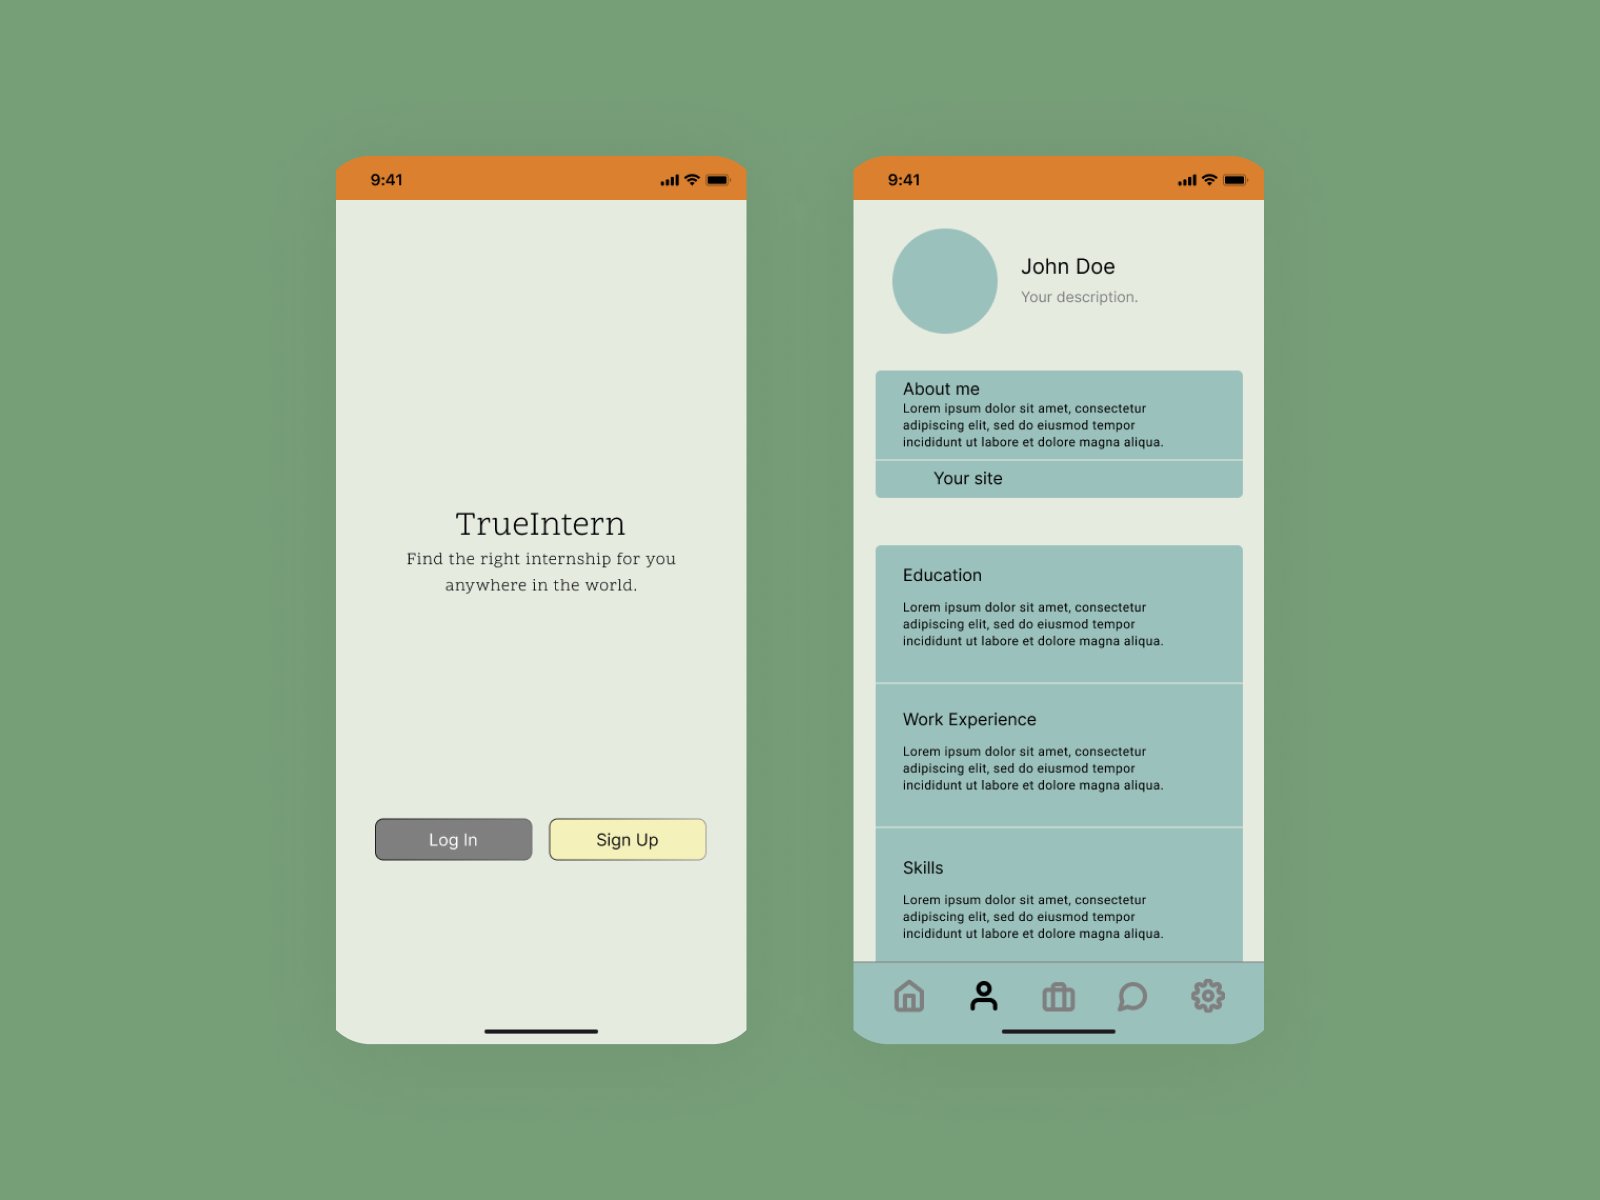 9:41
TrueIntern
Find the right internship for you
anywhere in the world.
Log In
Sign Up
9:41
John Doe
Your description.
About me
Lorem ipsum dolor sit amet, consectetur
adipiscing elit, sed do eiusmod tempor
incididunt ut labore et dolore magna aliqua.
Your site
Education
Lorem ipsum dolor sit amet, consectetur
adipiscing elit, sed do eiusmod tempor
incididunt ut labore et dolore magna aliqua.
Work Experience
Lorem ipsum dolor sit amet, consectetur
adipiscing elit, sed do eiusmod tempor
incididunt ut labore et dolore magna aliqua.
Skills
Lorem ipsum dolor sit amet, consectetur
adipiscing elit, sed do eiusmod tempor
incididunt ut labore et dolore magna aliqua.